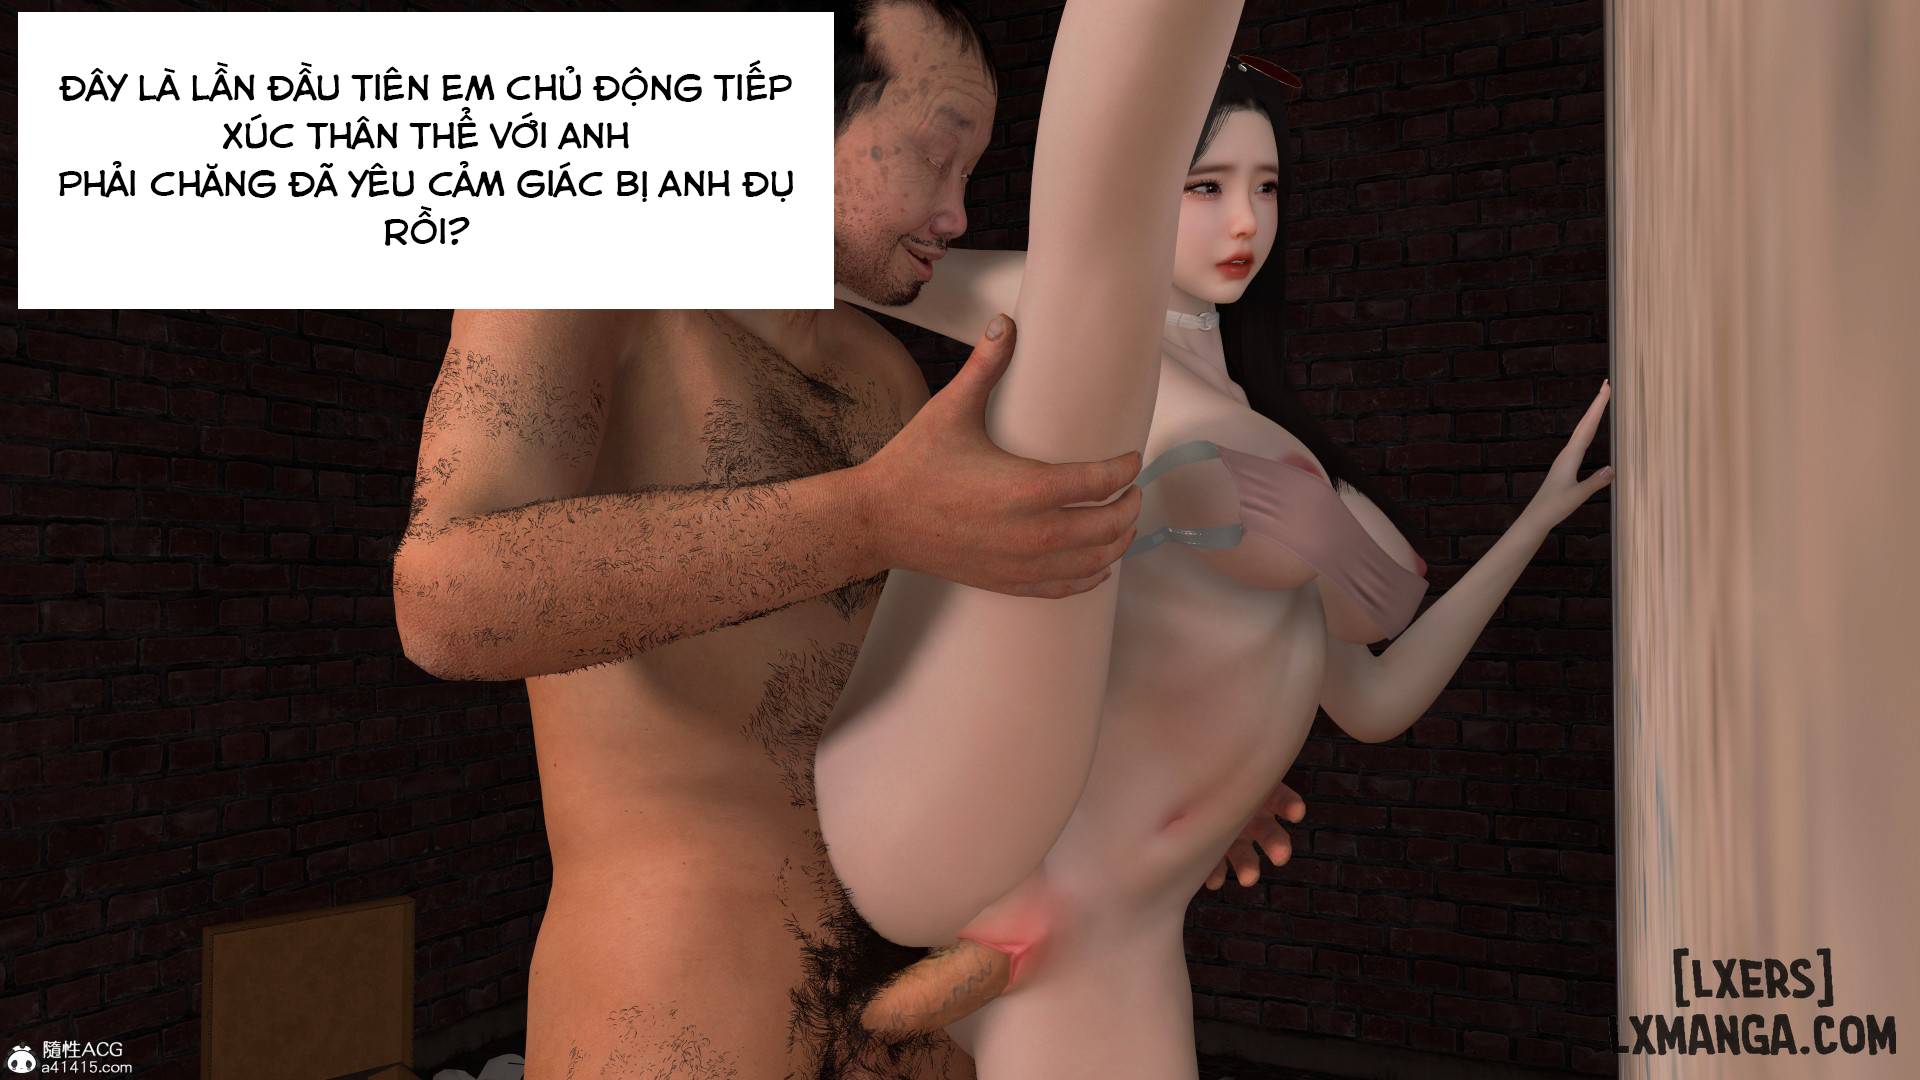 ĐÂY LÀ LẦN ĐẦU TIÊN EM CHỦ ĐỘNG TIẾP
XÚC THÂN THỂ VỚI ANH
PHẢI CHĂNG ĐÃ YÊU CẢM GIÁC BỊ ANH ĐỤ
RỒI?
[LXERS]
LXMANGA.COM
隨性ACG
a41415.com